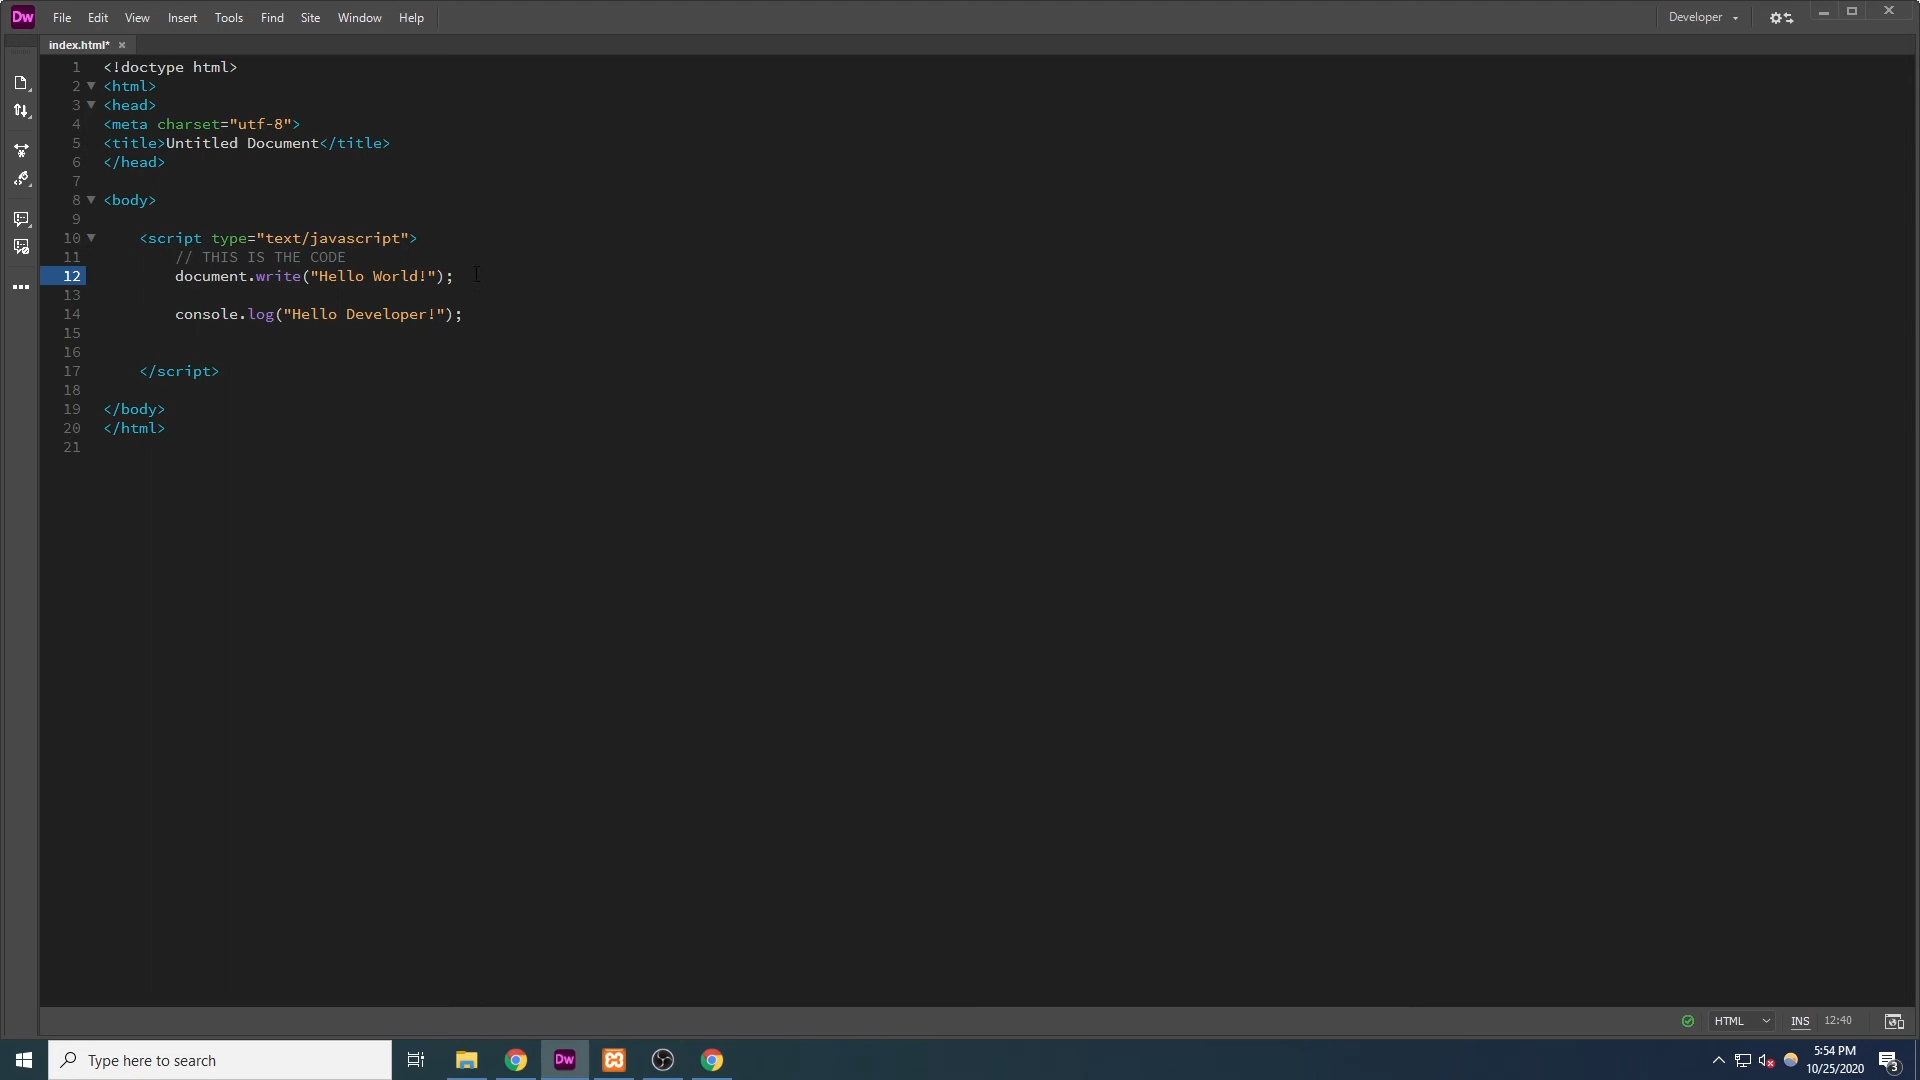 Dw File Edit View Insert Tools Find Site Window Help Developer
index.html*
1 <!doctype html>
2 <html>
3 <head>
4 <meta charset="utf-8">
5 <title>Untitled Document</title>
6 </head>
7
8 <body>
9
10 <script type="text/javascript">
11 // THIS IS THE CODE
12 document.write("Hello World!");
13
14 console.log("Hello Developer!");
15
16
17 </script>
18
19 </body>
20 </html>
21
HTML INS 12:40
Type here to search Dw 5:54 PM
10/25/2020 3